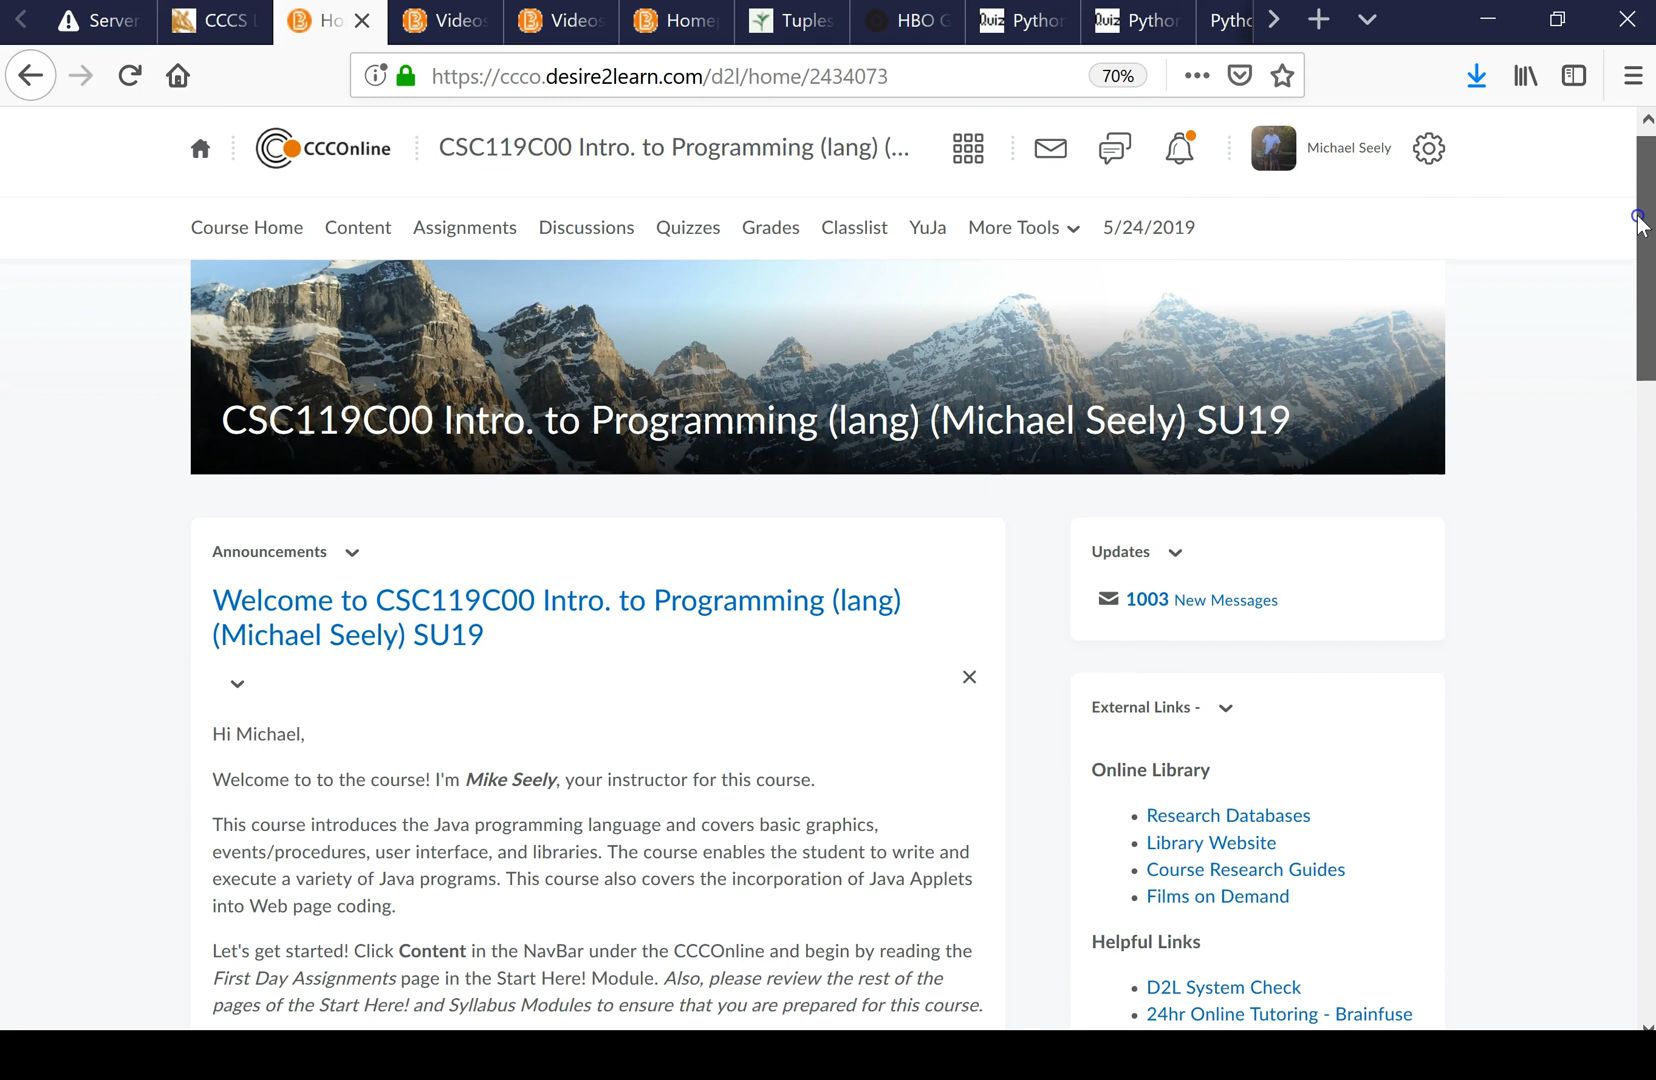 Server
CCCS L
Ho
Videos
Videos
Home
Tuples
HBO G
Quiz Python
Quiz Python
Pytho
https://ccco.desire2learn.com/d2l/home/2434073
70%
CCCOnline
CSC119C00 Intro. to Programming (lang) (...
Michael Seely
Course Home Content Assignments Discussions Quizzes Grades Classlist YuJa More Tools 5/24/2019
CSC119C00 Intro. to Programming (lang) (Michael Seely) SU19
Announcements
Welcome to CSC119C00 Intro. to Programming (lang)
(Michael Seely) SU19
Hi Michael,
Welcome to to the course! I'm Mike Seely, your instructor for this course.
This course introduces the Java programming language and covers basic graphics,
events/procedures, user interface, and libraries. The course enables the student to write and
execute a variety of Java programs. This course also covers the incorporation of Java Applets
into Web page coding.
Let's get started! Click Content in the NavBar under the CCCOnline and begin by reading the
First Day Assignments page in the Start Here! Module. Also, please review the rest of the
pages of the Start Here! and Syllabus Modules to ensure that you are prepared for this course.
Updates
1003 New Messages
External Links -
Online Library
Research Databases
Library Website
Course Research Guides
Films on Demand
Helpful Links
D2L System Check
24hr Online Tutoring - Brainfuse